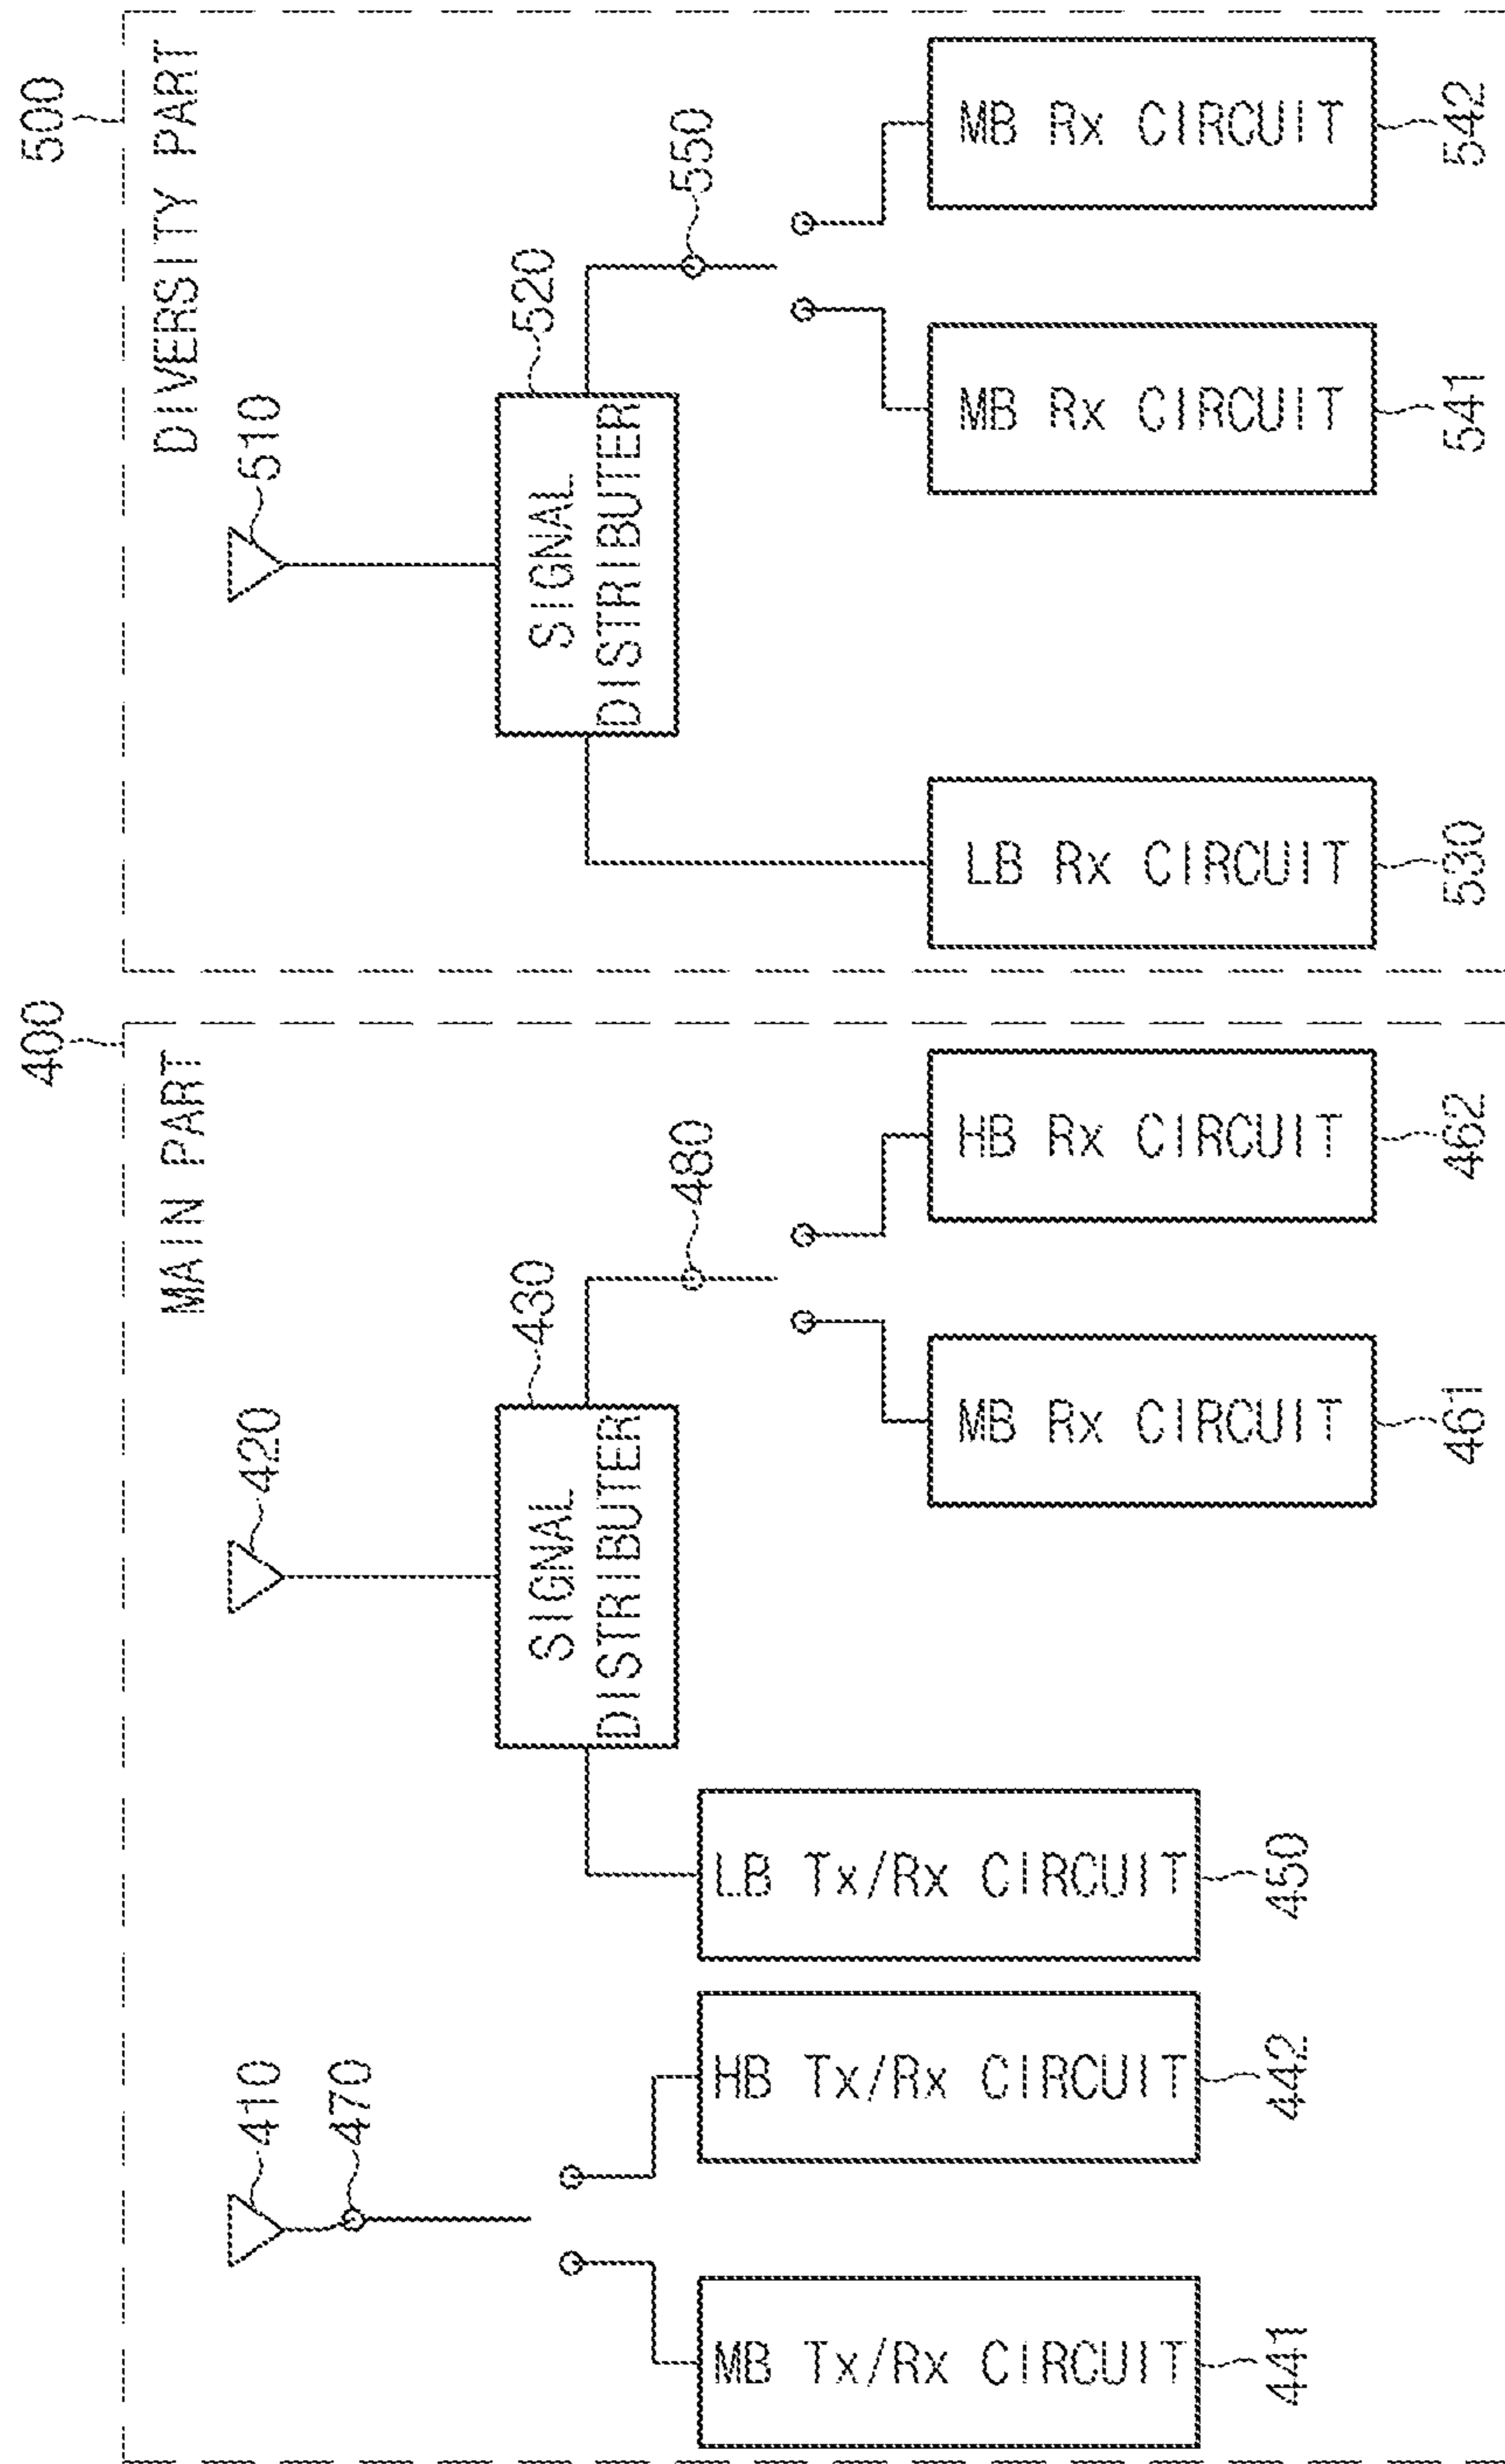 400
MAIN PART
410
470
420
430
SIGNAL
DISTRIBUTER
480
MB Tx/Rx CIRCUIT
HB Tx/Rx CIRCUIT
LB Tx/Rx CIRCUIT
MB Rx CIRCUIT
HB Rx CIRCUIT
441
442
450
461
462
500
DIVERSITY PART
510
520
SIGNAL
DISTRIBUTER
550
LB Rx CIRCUIT
MB Rx CIRCUIT
MB Rx CIRCUIT
530
541
542